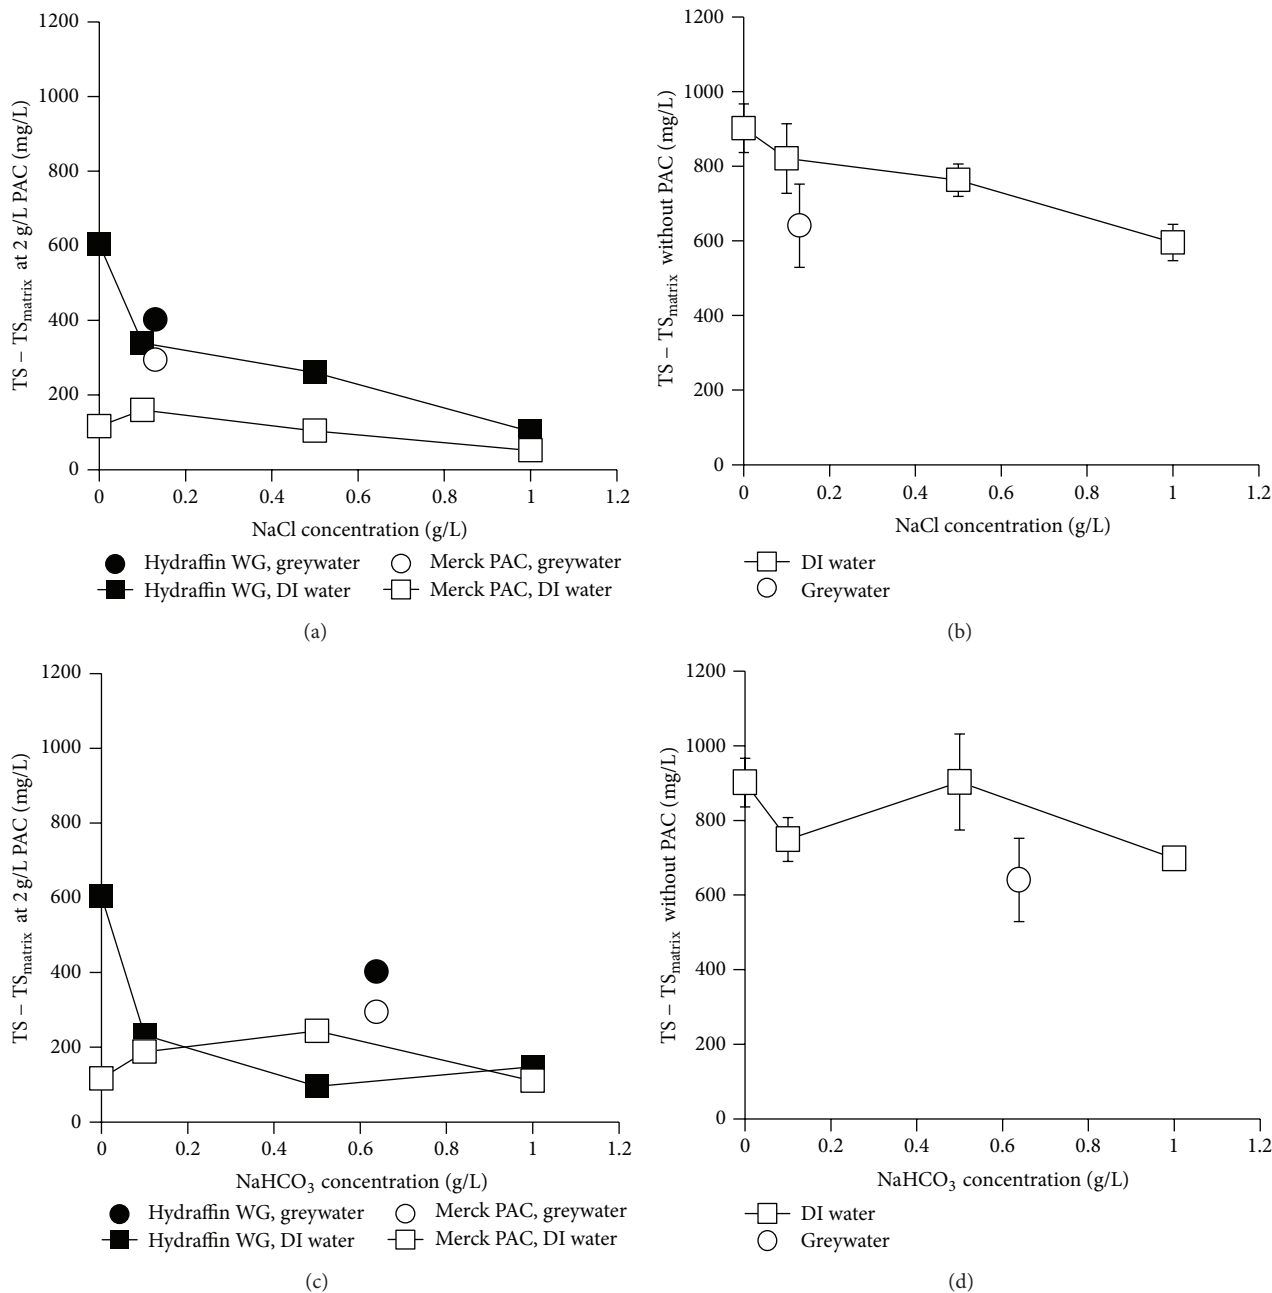 1200
1000
800
600
400
200
0
TS − TSmatrix at 2 g/L PAC (mg/L)
0 0.2 0.4 0.6 0.8 1 1.2
NaCl concentration (g/L)
Hydraffin WG, greywater Merck PAC, greywater
Hydraffin WG, DI water Merck PAC, DI water
(a)
1200
1000
800
600
400
200
0
TS − TSmatrix without PAC (mg/L)
0 0.2 0.4 0.6 0.8 1 1.2
NaCl concentration (g/L)
DI water
Greywater
(b)
1200
1000
800
600
400
200
0
TS − TSmatrix at 2 g/L PAC (mg/L)
0 0.2 0.4 0.6 0.8 1 1.2
NaHCO₃ concentration (g/L)
Hydraffin WG, greywater Merck PAC, greywater
Hydraffin WG, DI water Merck PAC, DI water
(c)
1200
1000
800
600
400
200
0
TS − TSmatrix without PAC (mg/L)
0 0.2 0.4 0.6 0.8 1 1.2
NaHCO₃ concentration (g/L)
DI water
Greywater
(d)